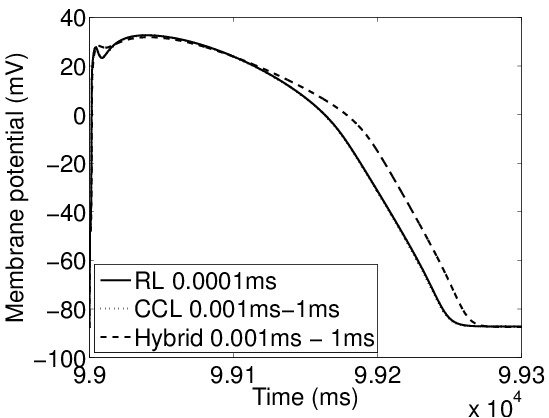 Membrane potential (mV)
40
20
0
−20
−40
−60
−80
−100
RL 0.0001ms
CCL 0.001ms−1ms
Hybrid 0.001ms − 1ms
9.9 9.91 9.92 9.93
Time (ms)
x 10^4